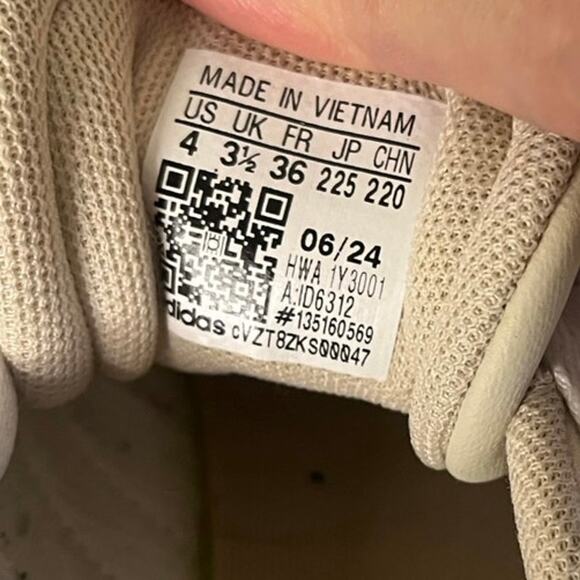 MADE IN VIETNAM
US UK FR JP CHN
4 3½ 36 225 220
06/24
HWA 1Y3001
A:ID6312
#135160569
adidas cVZT8ZKS00047